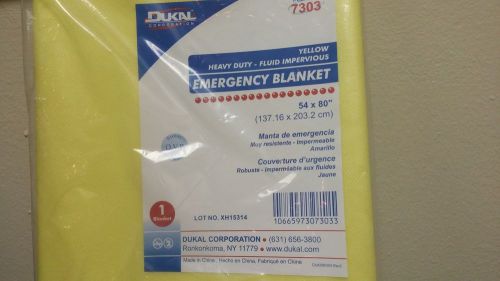 7303
DUKAL
CORPORATION
YELLOW
HEAVY DUTY - FLUID IMPERVIOUS
EMERGENCY BLANKET
54 x 80"
(137.16 x 203.2 cm)
Manta de emergencia
Muy resistente - Impermeable
Amarillo
Couverture d'urgence
Robuste - Imperméable aux fluides
Jaune
1
Blanket
LOT NO. XH15314
10665973073033
DUKAL CORPORATION • (631) 656-3800
Ronkonkoma, NY 11779 • www.dukal.com
Made in China, Hecho en China, Fabriqué en China